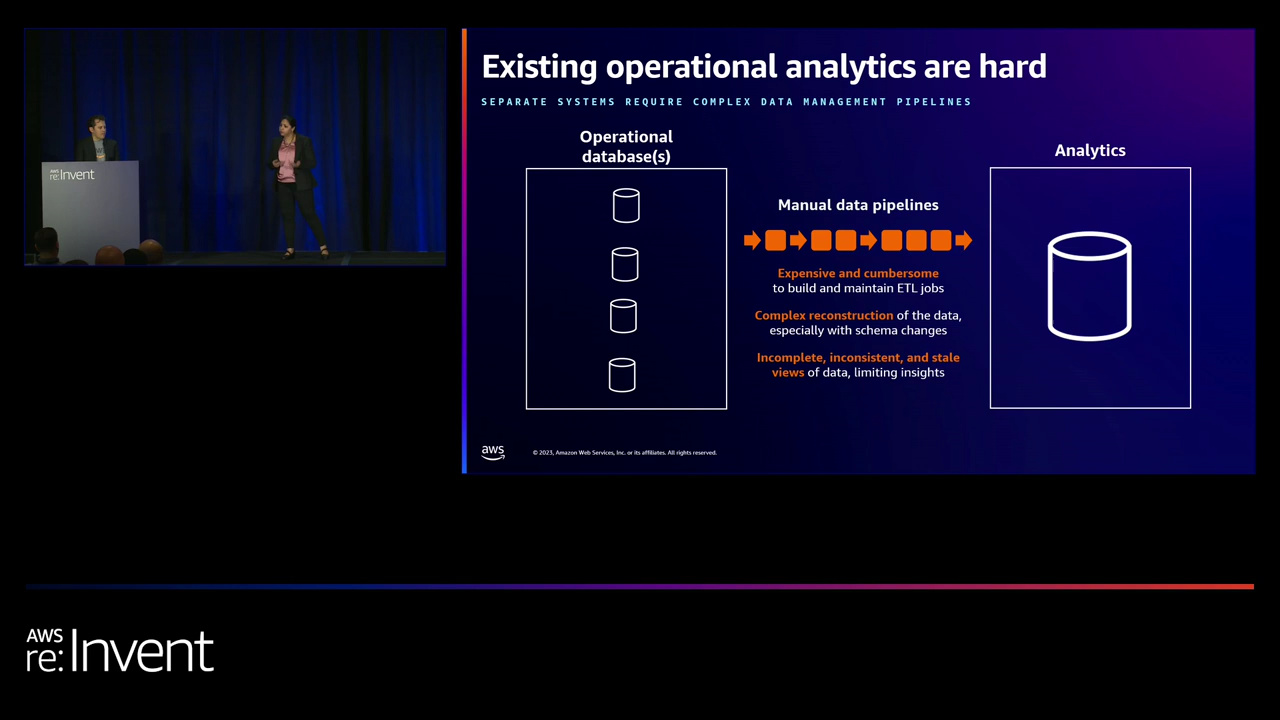 AWS
re:Invent
Existing operational analytics are hard
SEPARATE SYSTEMS REQUIRE COMPLEX DATA MANAGEMENT PIPELINES
Operational
database(s)
Manual data pipelines
Expensive and cumbersome
to build and maintain ETL jobs
Complex reconstruction of the data,
especially with schema changes
Incomplete, inconsistent, and stale
views of data, limiting insights
Analytics
aws
© 2023, Amazon Web Services, Inc. or its affiliates. All rights reserved.
AWS
re:Invent